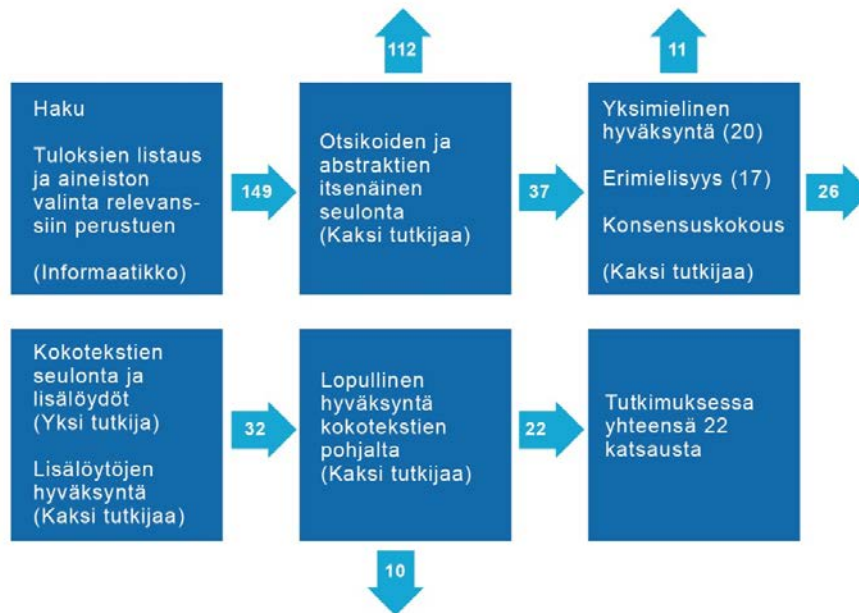 112
11
Haku
Tuloksien listaus
ja aineiston
valinta relevans-
siin perustuen
(Informaatikko)
149
Otsikoiden ja
abstraktien
itsenäinen
seulonta
(Kaksi tutkijaa)
37
Yksimielinen
hyväksyntä (20)
Erimielisyys (17)
Konsensuskokous
(Kaksi tutkijaa)
26
Kokotekstien
seulonta ja
lisälöydöt
(Yksi tutkija)
Lisälöytöjen
hyväksyntä
(Kaksi tutkijaa)
32
Lopullinen
hyväksyntä
kokotekstien
pohjalta
(Kaksi tutkijaa)
22
Tutkimuksessa
yhteensä 22
katsausta
10